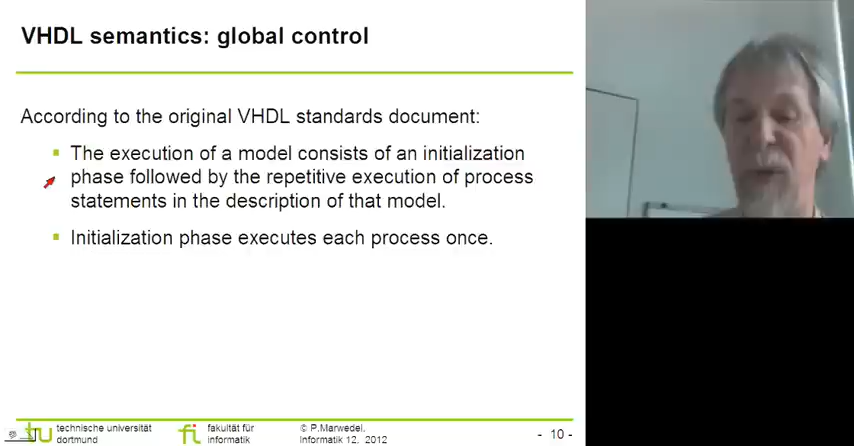 VHDL semantics: global control
According to the original VHDL standards document:
The execution of a model consists of an initialization
phase followed by the repetitive execution of process
statements in the description of that model.
Initialization phase executes each process once.
tu technische universität
dortmund
fi fakultät für
informatik
© P.Marwedel,
Informatik 12, 2012
- 10 -